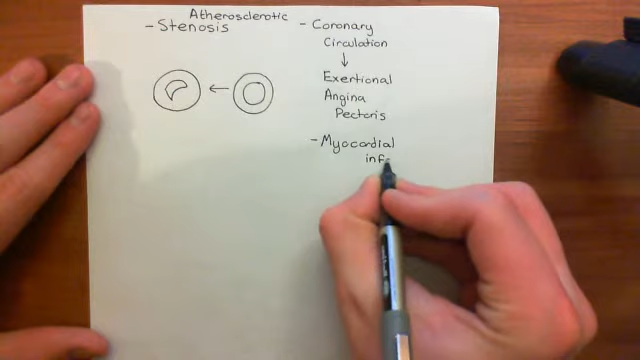 Atherosclerotic
- Stenosis
- Coronary
Circulation
↓
Exertional
Angina
Pectoris
- Myocardial
inf